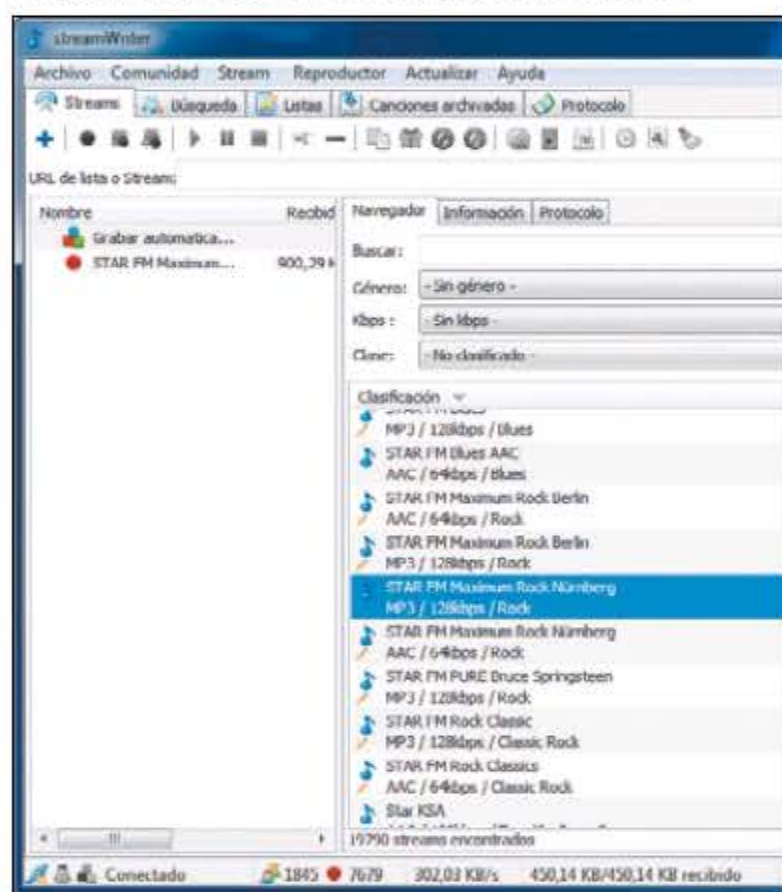 streamWriter
Archivo Comunidad Stream Reproductor Actualizar Ayuda
Streams Búsqueda Listas Canciones archivadas Protocolo
URL de lista o Stream:
Nombre Recibid
Navegador Información Protocolo
Grabar automatica...
STAR FM Maximum... 900,29 K
Buscar:
Género: - Sin género -
Kbps : - Sin kbps -
Clase: - No clasificado -
Clasificación
MP3 / 128kbps / Blues
STAR FM Blues AAC
AAC / 64kbps / Blues
STAR FM Maximum Rock Berlin
AAC / 64kbps / Rock
STAR FM Maximum Rock Berlin
MP3 / 128kbps / Rock
STAR FM Maximum Rock Nürnberg
MP3 / 128kbps / Rock
STAR FM Maximum Rock Nürnberg
AAC / 64kbps / Rock
STAR FM PURE Bruce Springsteen
MP3 / 128kbps / Rock
STAR FM Rock Classic
MP3 / 128kbps / Classic Rock
STAR FM Rock Classics
AAC / 64kbps / Classic Rock
Star KSA
19790 streams encontrados
Conectado 1845 7679 302,03 KB/s 450,14 KB/450,14 KB recibido